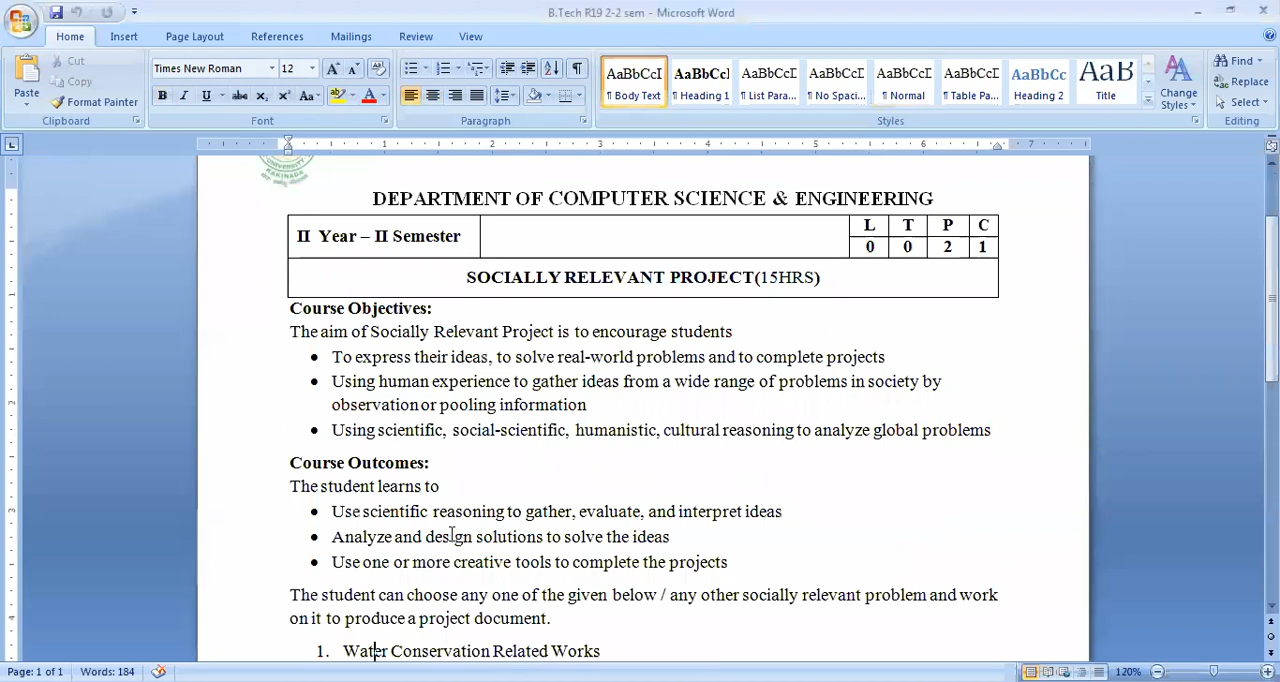 B.Tech R19 2-2 sem - Microsoft Word
Home Insert Page Layout References Mailings Review View
Cut
Copy
Format Painter
Paste
Clipboard
Times New Roman 12
Font
Paragraph
AaBbCcI AaBbCcl AaBbCcI AaBbCcI AaBbCcI AaBbCcI AaBbCc AaB
¶ Body Text ¶ Heading 1 ¶ List Para... ¶ No Spaci... ¶ Normal ¶ Table Pa... Heading 2 Title
Styles
Change Styles
Find
Replace
Select
Editing
1 2 3 4 5 6 7
UNIVERSITY
KAKINADA
DEPARTMENT OF COMPUTER SCIENCE & ENGINEERING
II Year – II Semester
L T P C
0 0 2 1
SOCIALLY RELEVANT PROJECT(15HRS)
Course Objectives:
The aim of Socially Relevant Project is to encourage students
• To express their ideas, to solve real-world problems and to complete projects
• Using human experience to gather ideas from a wide range of problems in society by
observation or pooling information
• Using scientific, social-scientific, humanistic, cultural reasoning to analyze global problems
Course Outcomes:
The student learns to
• Use scientific reasoning to gather, evaluate, and interpret ideas
• Analyze and design solutions to solve the ideas
• Use one or more creative tools to complete the projects
The student can choose any one of the given below / any other socially relevant problem and work
on it to produce a project document.
1. Water Conservation Related Works
Page: 1 of 1 Words: 184 120%